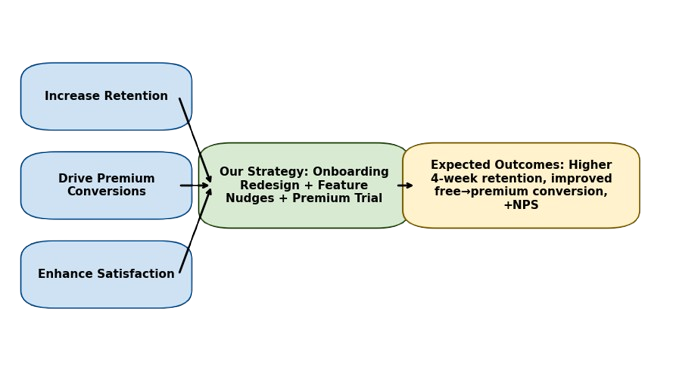 Increase Retention
Drive Premium
Conversions
Enhance Satisfaction
Our Strategy: Onboarding
Redesign + Feature
Nudges + Premium Trial
Expected Outcomes: Higher
4-week retention, improved
free→premium conversion,
+NPS